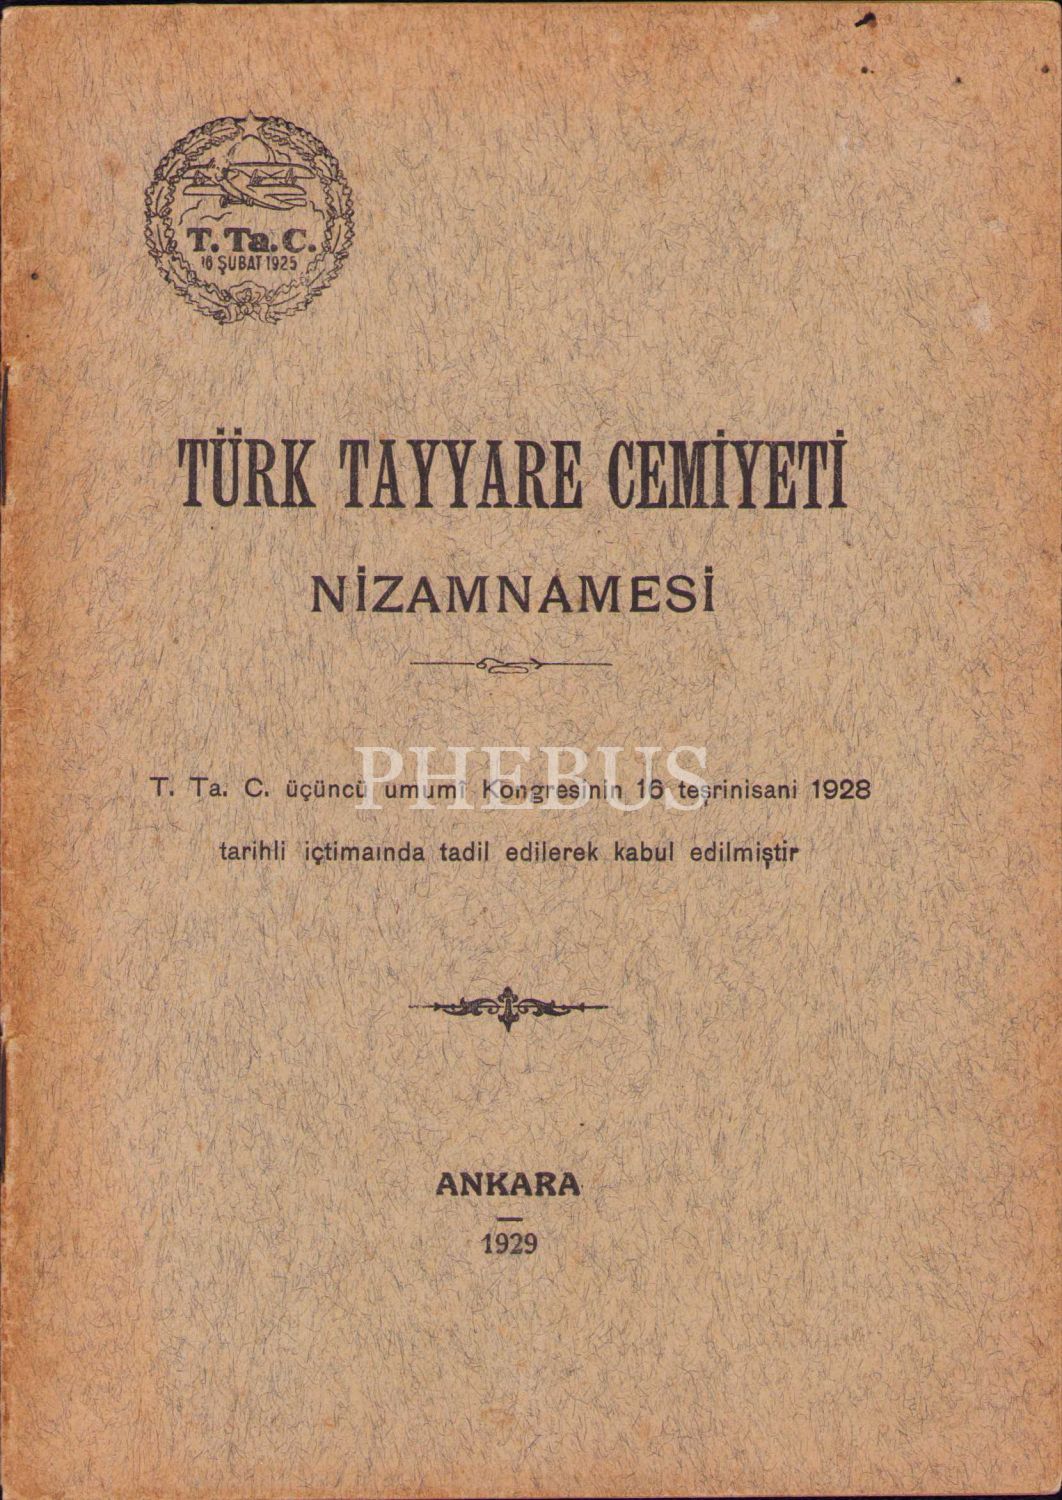 T. Ta. C.
16 ŞUBAT 1925
TÜRK TAYYARE CEMİYETİ
NİZAMNAMESİ
PHEBUS
T. Ta. C. üçüncü umumî Kongresinin 16 teşrinisani 1928
tarihli içtimaında tadil edilerek kabul edilmiştir
ANKARA
1929